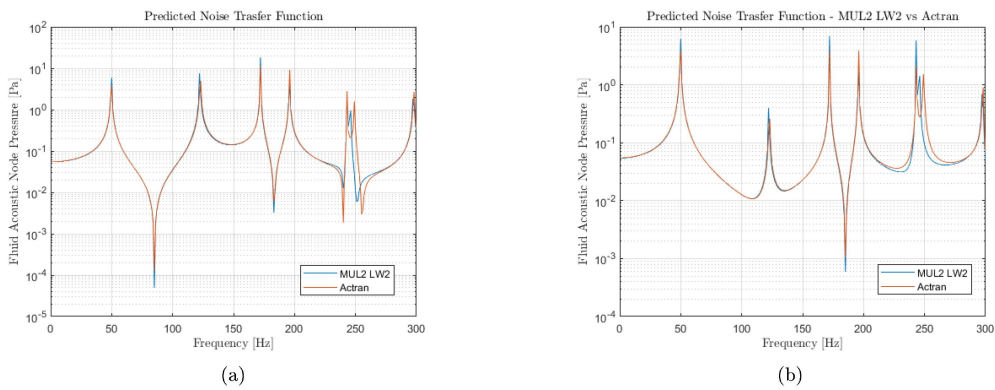 Predicted Noise Trasfer Function
Fluid Acoustic Node Pressure [Pa]
10^2
10^1
10^0
10^-1
10^-2
10^-3
10^-4
10^-5
MUL2 LW2
Actran
0 50 100 150 200 250 300
Frequency [Hz]
(a)
Predicted Noise Trasfer Function - MUL2 LW2 vs Actran
Fluid Acoustic Node Pressure [Pa]
10^1
10^0
10^-1
10^-2
10^-3
10^-4
MUL2 LW2
Actran
0 50 100 150 200 250 300
Frequency [Hz]
(b)